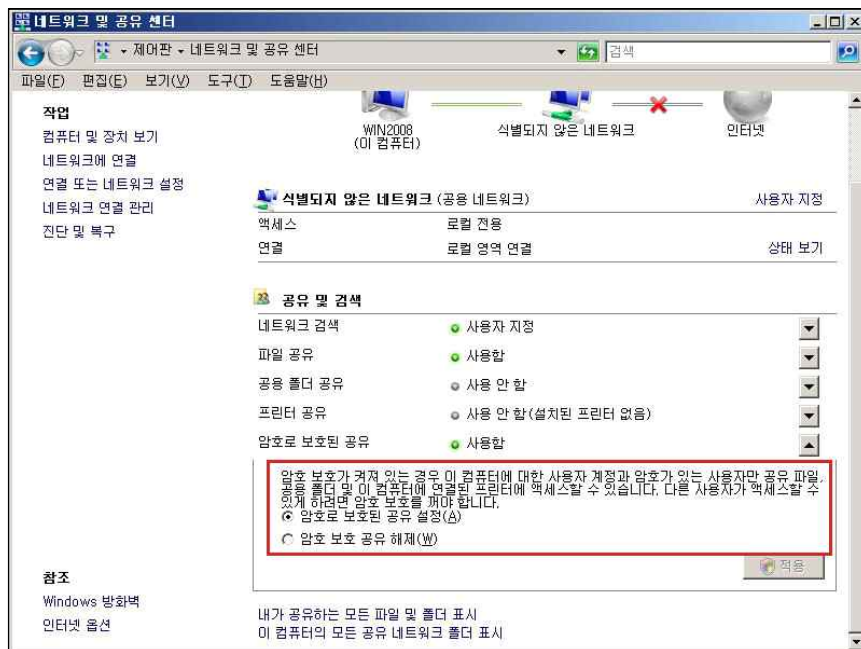 네트워크 및 공유 센터
제어판 네트워크 및 공유 센터
검색
파일(F) 편집(E) 보기(V) 도구(T) 도움말(H)
작업
컴퓨터 및 장치 보기
네트워크에 연결
연결 또는 네트워크 설정
네트워크 연결 관리
진단 및 복구
WIN2008
(이 컴퓨터)
식별되지 않은 네트워크
인터넷
식별되지 않은 네트워크 (공용 네트워크) 사용자 지정
액세스 로컬 전용
연결 로컬 영역 연결 상태 보기
공유 및 검색
네트워크 검색 사용자 지정
파일 공유 사용함
공용 폴더 공유 사용 안 함
프린터 공유 사용 안 함(설치된 프린터 없음)
암호로 보호된 공유 사용함
암호 보호가 켜져 있는 경우 이 컴퓨터에 대한 사용자 계정과 암호가 있는 사용자만 공유 파일,
공용 폴더 및 이 컴퓨터에 연결된 프린터에 액세스할 수 있습니다. 다른 사용자가 액세스할 수
있게 하려면 암호 보호를 꺼야 합니다.
암호로 보호된 공유 설정(A)
암호 보호 공유 해제(W)
적용
참조
Windows 방화벽
인터넷 옵션
내가 공유하는 모든 파일 및 폴더 표시
이 컴퓨터의 모든 공유 네트워크 폴더 표시